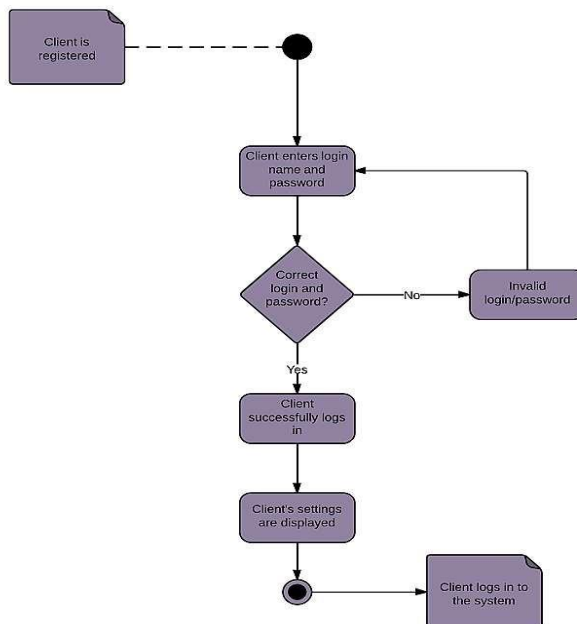 Client is
registered
Client enters login
name and
password
Correct
login and
password?
No
Invalid
login/password
Yes
Client
successfully logs
in
Client's settings
are displayed
Client logs in to
the system